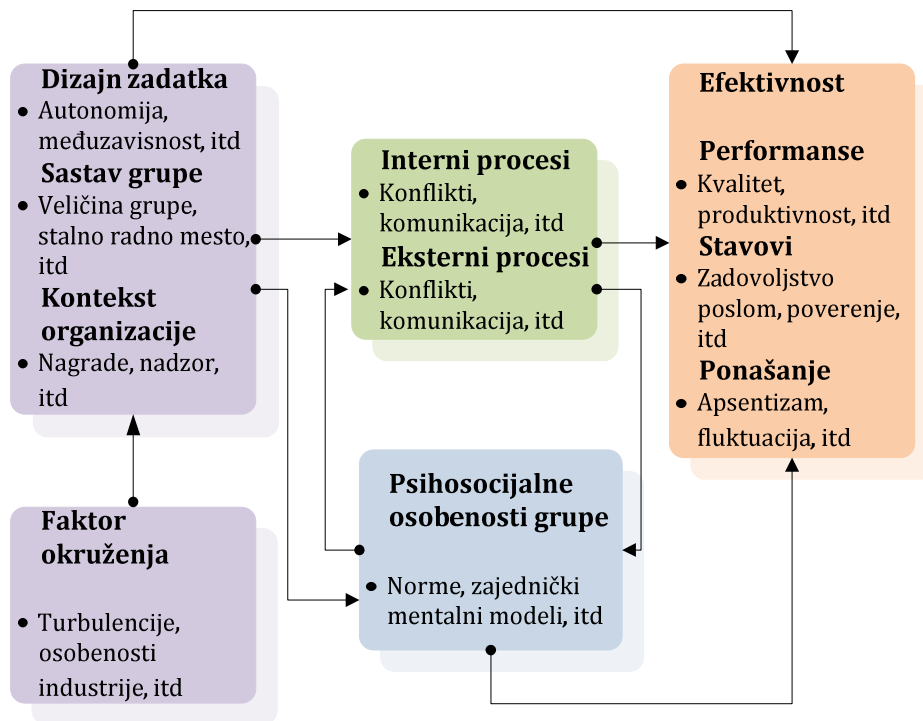 Dizajn zadatka
• Autonomija,
međuzavisnost, itd
Sastav grupe
• Veličina grupe,
stalno radno mesto,
itd
Kontekst
organizacije
• Nagrade, nadzor,
itd
Faktor
okruženja
• Turbulencije,
osobenosti
industrije, itd
Interni procesi
• Konflikti,
komunikacija, itd
Eksterni procesi
• Konflikti,
komunikacija, itd
Psihosocijalne
osobenosti grupe
• Norme, zajednički
mentalni modeli, itd
Efektivnost
Performanse
• Kvalitet,
produktivnost, itd
Stavovi
• Zadovoljstvo
poslom, poverenje,
itd
Ponašanje
• Apsentizam,
fluktuacija, itd